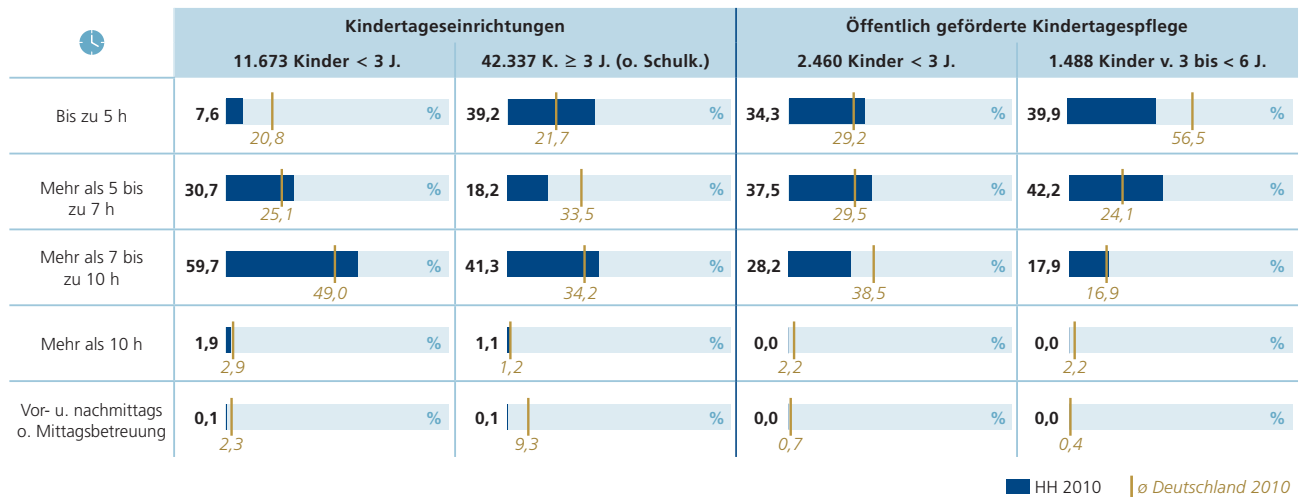 Kindertageseinrichtungen Öffentlich geförderte Kindertagespflege
11.673 Kinder < 3 J. 42.337 K. ≥ 3 J. (o. Schulk.) 2.460 Kinder < 3 J. 1.488 Kinder v. 3 bis < 6 J.
Bis zu 5 h 7,6 % 39,2 % 34,3 % 39,9 %
20,8 21,7 29,2 56,5
Mehr als 5 bis
zu 7 h 30,7 % 18,2 % 37,5 % 42,2 %
25,1 33,5 29,5 24,1
Mehr als 7 bis
zu 10 h 59,7 % 41,3 % 28,2 % 17,9 %
49,0 34,2 38,5 16,9
Mehr als 10 h 1,9 % 1,1 % 0,0 % 0,0 %
2,9 1,2 2,2 2,2
Vor- u. nachmittags
o. Mittagsbetreuung 0,1 % 0,1 % 0,0 % 0,0 %
2,3 9,3 0,7 0,4
HH 2010 ø Deutschland 2010